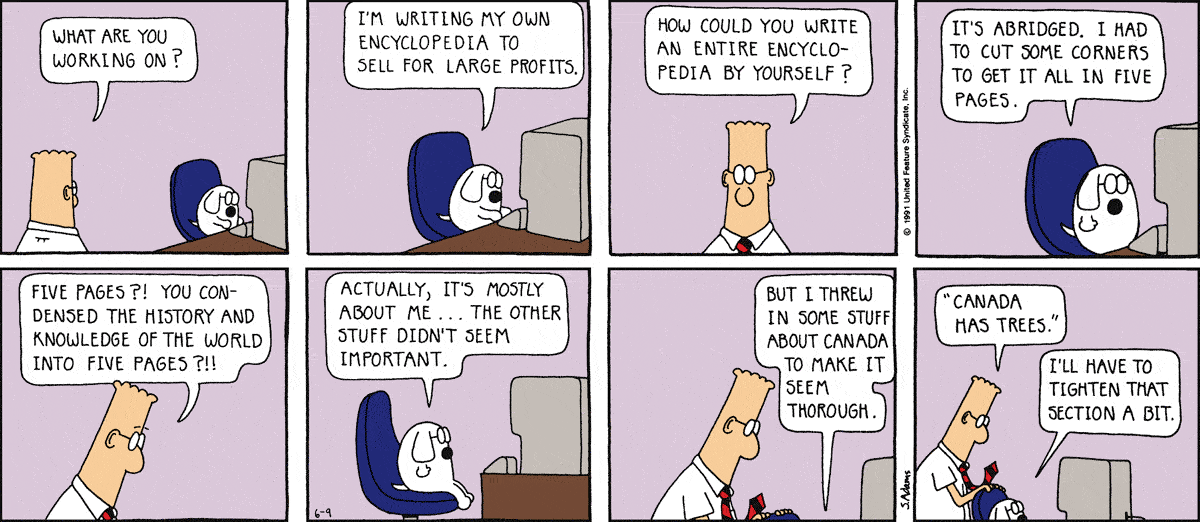 WHAT ARE YOU
WORKING ON?
I'M WRITING MY OWN
ENCYCLOPEDIA TO
SELL FOR LARGE PROFITS.
HOW COULD YOU WRITE
AN ENTIRE ENCYCLO-
PEDIA BY YOURSELF?
© 1991 United Feature Syndicate, Inc.
IT'S ABRIDGED. I HAD
TO CUT SOME CORNERS
TO GET IT ALL IN FIVE
PAGES.
FIVE PAGES?! YOU CON-
DENSED THE HISTORY AND
KNOWLEDGE OF THE WORLD
INTO FIVE PAGES?!!
ACTUALLY, IT'S MOSTLY
ABOUT ME... THE OTHER
STUFF DIDN'T SEEM
IMPORTANT.
6-9
BUT I THREW
IN SOME STUFF
ABOUT CANADA
TO MAKE IT
SEEM
THOROUGH.
S.Adams
"CANADA
HAS TREES."
I'LL HAVE TO
TIGHTEN THAT
SECTION A BIT.